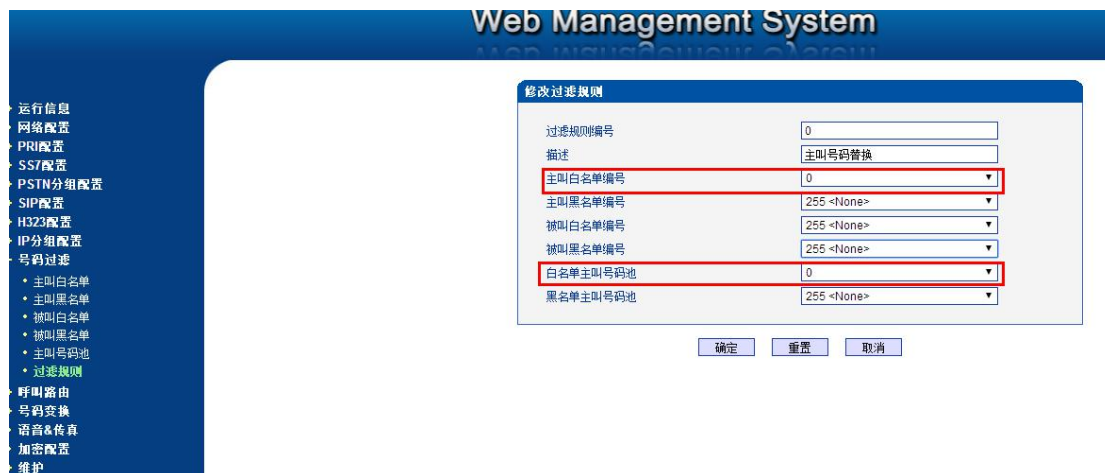 Web Management System
运行信息
网络配置
PRI配置
SS7配置
PSTN分组配置
SIP配置
H323配置
IP分组配置
号码过滤
主叫白名单
主叫黑名单
被叫白名单
被叫黑名单
主叫号码池
过滤规则
呼叫路由
号码变换
语音&传真
加密配置
维护
修改过滤规则
过滤规则编号 0
描述 主叫号码替换
主叫白名单编号 0
主叫黑名单编号 255 <None>
被叫白名单编号 255 <None>
被叫黑名单编号 255 <None>
白名单主叫号码池 0
黑名单主叫号码池 255 <None>
确定 重置 取消